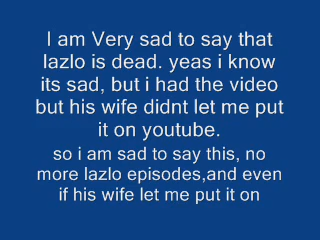 I am Very sad to say that
lazlo is dead. yeas i know
its sad, but i had the video
but his wife didnt let me put
it on youtube.
so i am sad to say this, no
more lazlo episodes,and even
if his wife let me put it on